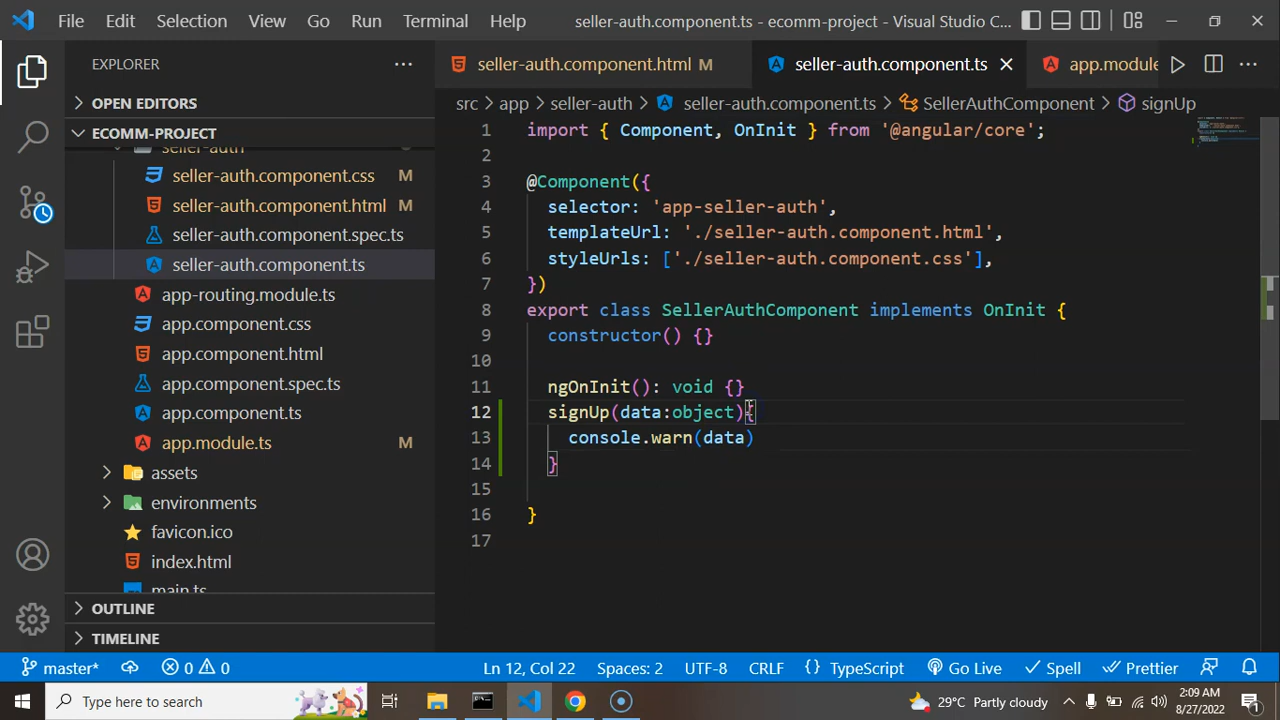 File Edit Selection View Go Run Terminal Help seller-auth.component.ts - ecomm-project - Visual Studio C...
EXPLORER
OPEN EDITORS
ECOMM-PROJECT
seller-auth
seller-auth.component.css M
seller-auth.component.html M
seller-auth.component.spec.ts
seller-auth.component.ts
app-routing.module.ts
app.component.css
app.component.html
app.component.spec.ts
app.component.ts
app.module.ts M
assets
environments
favicon.ico
index.html
main.ts
OUTLINE
TIMELINE
seller-auth.component.html M seller-auth.component.ts app.module
src > app > seller-auth > seller-auth.component.ts > SellerAuthComponent > signUp
1 import { Component, OnInit } from '@angular/core';
2
3 @Component({
4 selector: 'app-seller-auth',
5 templateUrl: './seller-auth.component.html',
6 styleUrls: ['./seller-auth.component.css'],
7 })
8 export class SellerAuthComponent implements OnInit {
9 constructor() {}
10
11 ngOnInit(): void {}
12 signUp(data:object){
13 console.warn(data)
14 }
15
16 }
17
master* 0 0 Ln 12, Col 22 Spaces: 2 UTF-8 CRLF {} TypeScript Go Live Spell Prettier
Type here to search 29°C Partly cloudy 2:09 AM
8/27/2022 1